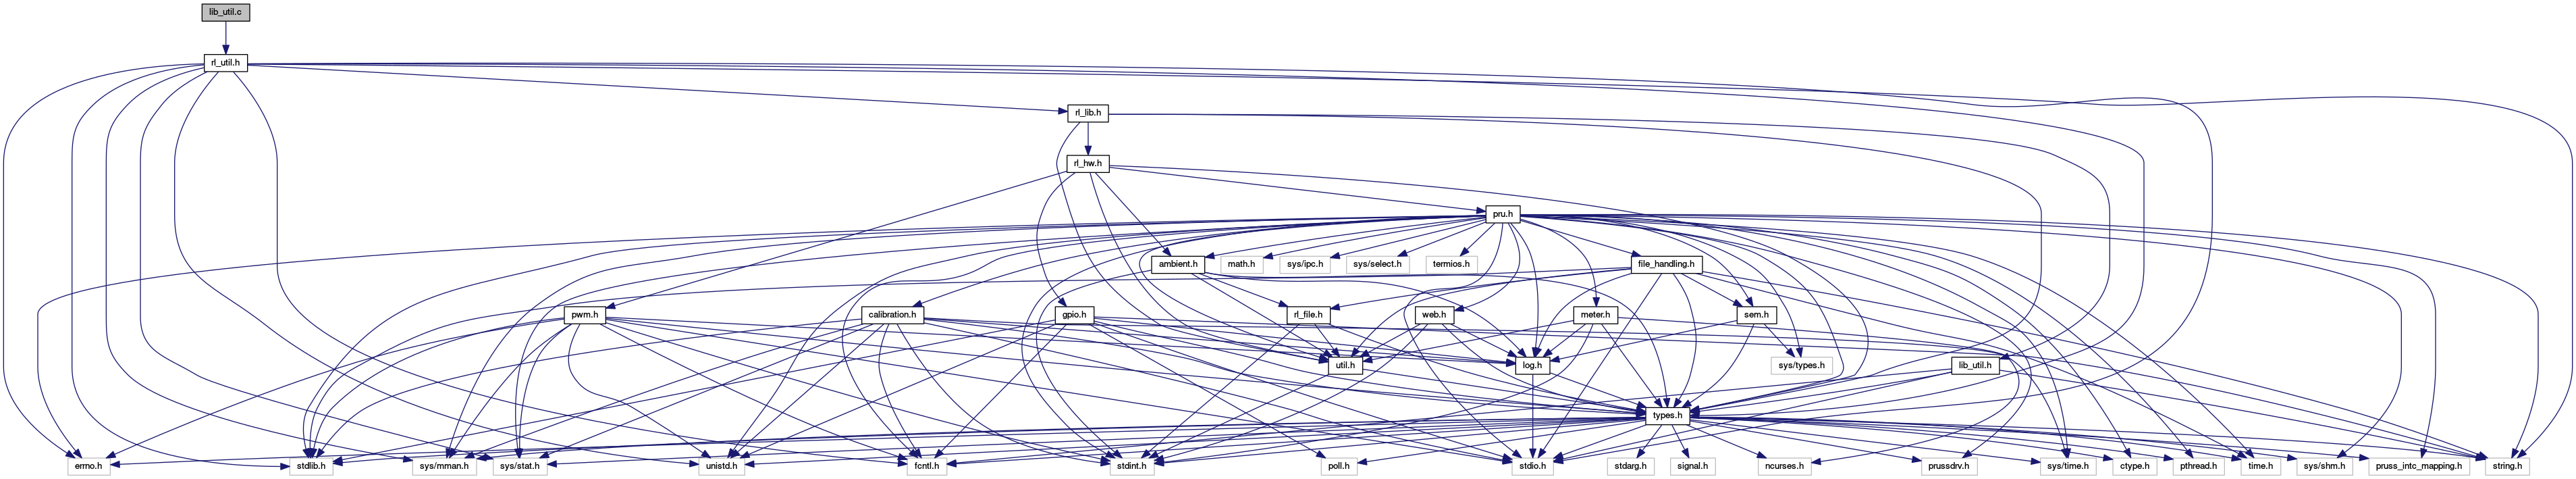 lib_util.c
rl_util.h
rl_lib.h
rl_hw.h
pru.h
ambient.h
math.h
sys/ipc.h
sys/select.h
termios.h
file_handling.h
pwm.h
calibration.h
gpio.h
rl_file.h
web.h
meter.h
sem.h
util.h
log.h
sys/types.h
lib_util.h
types.h
errno.h
stdlib.h
sys/mman.h
sys/stat.h
unistd.h
fcntl.h
stdint.h
poll.h
stdio.h
stdarg.h
signal.h
ncurses.h
prussdrv.h
sys/time.h
ctype.h
pthread.h
time.h
sys/shm.h
pruss_intc_mapping.h
string.h